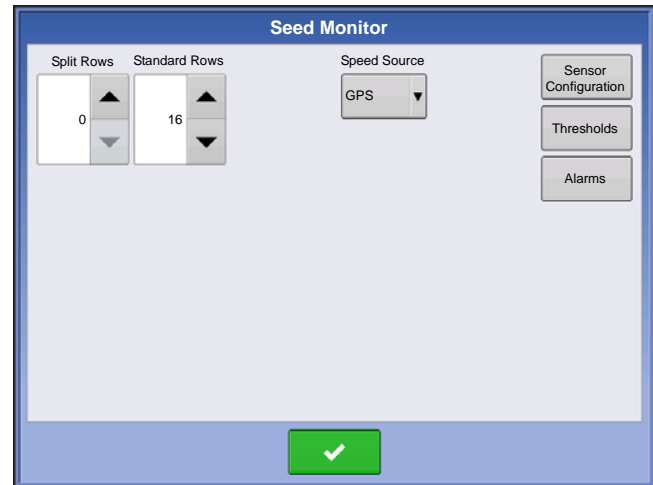 Seed Monitor
Split Rows
Standard Rows
Speed Source
0
16
GPS
Sensor
Configuration
Thresholds
Alarms